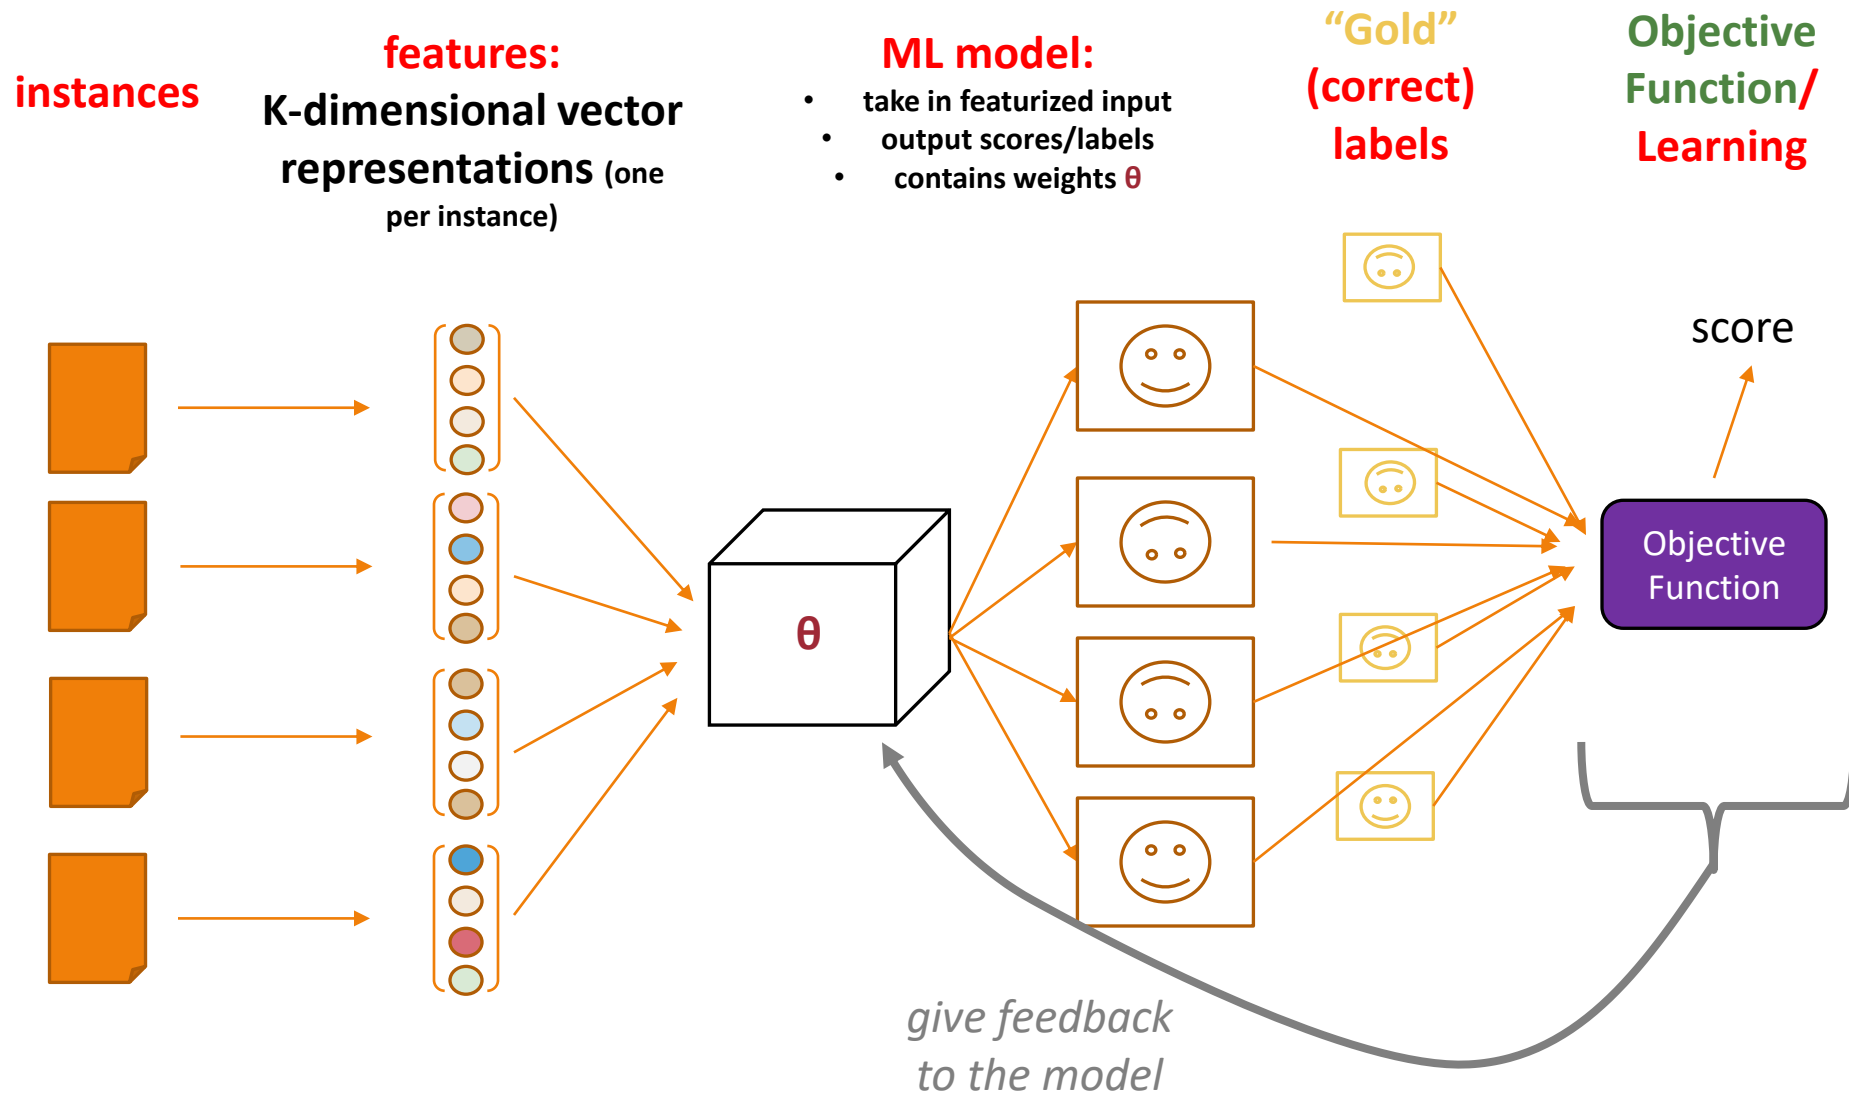 instances
features:
K-dimensional vector
representations (one
per instance)
ML model:
• take in featurized input
• output scores/labels
• contains weights θ
“Gold”
(correct)
labels
Objective
Function/
Learning
θ
score
Objective
Function
give feedback
to the model